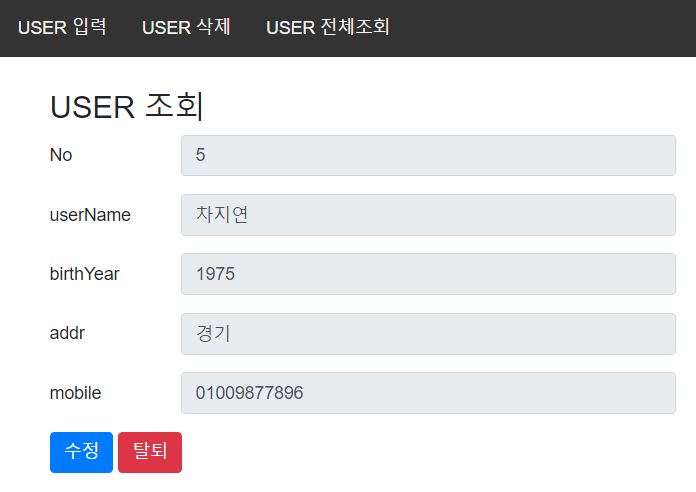 USER 입력 USER 삭제 USER 전체조회
USER 조회
No 5
userName 차지연
birthYear 1975
addr 경기
mobile 01009877896
수정 탈퇴